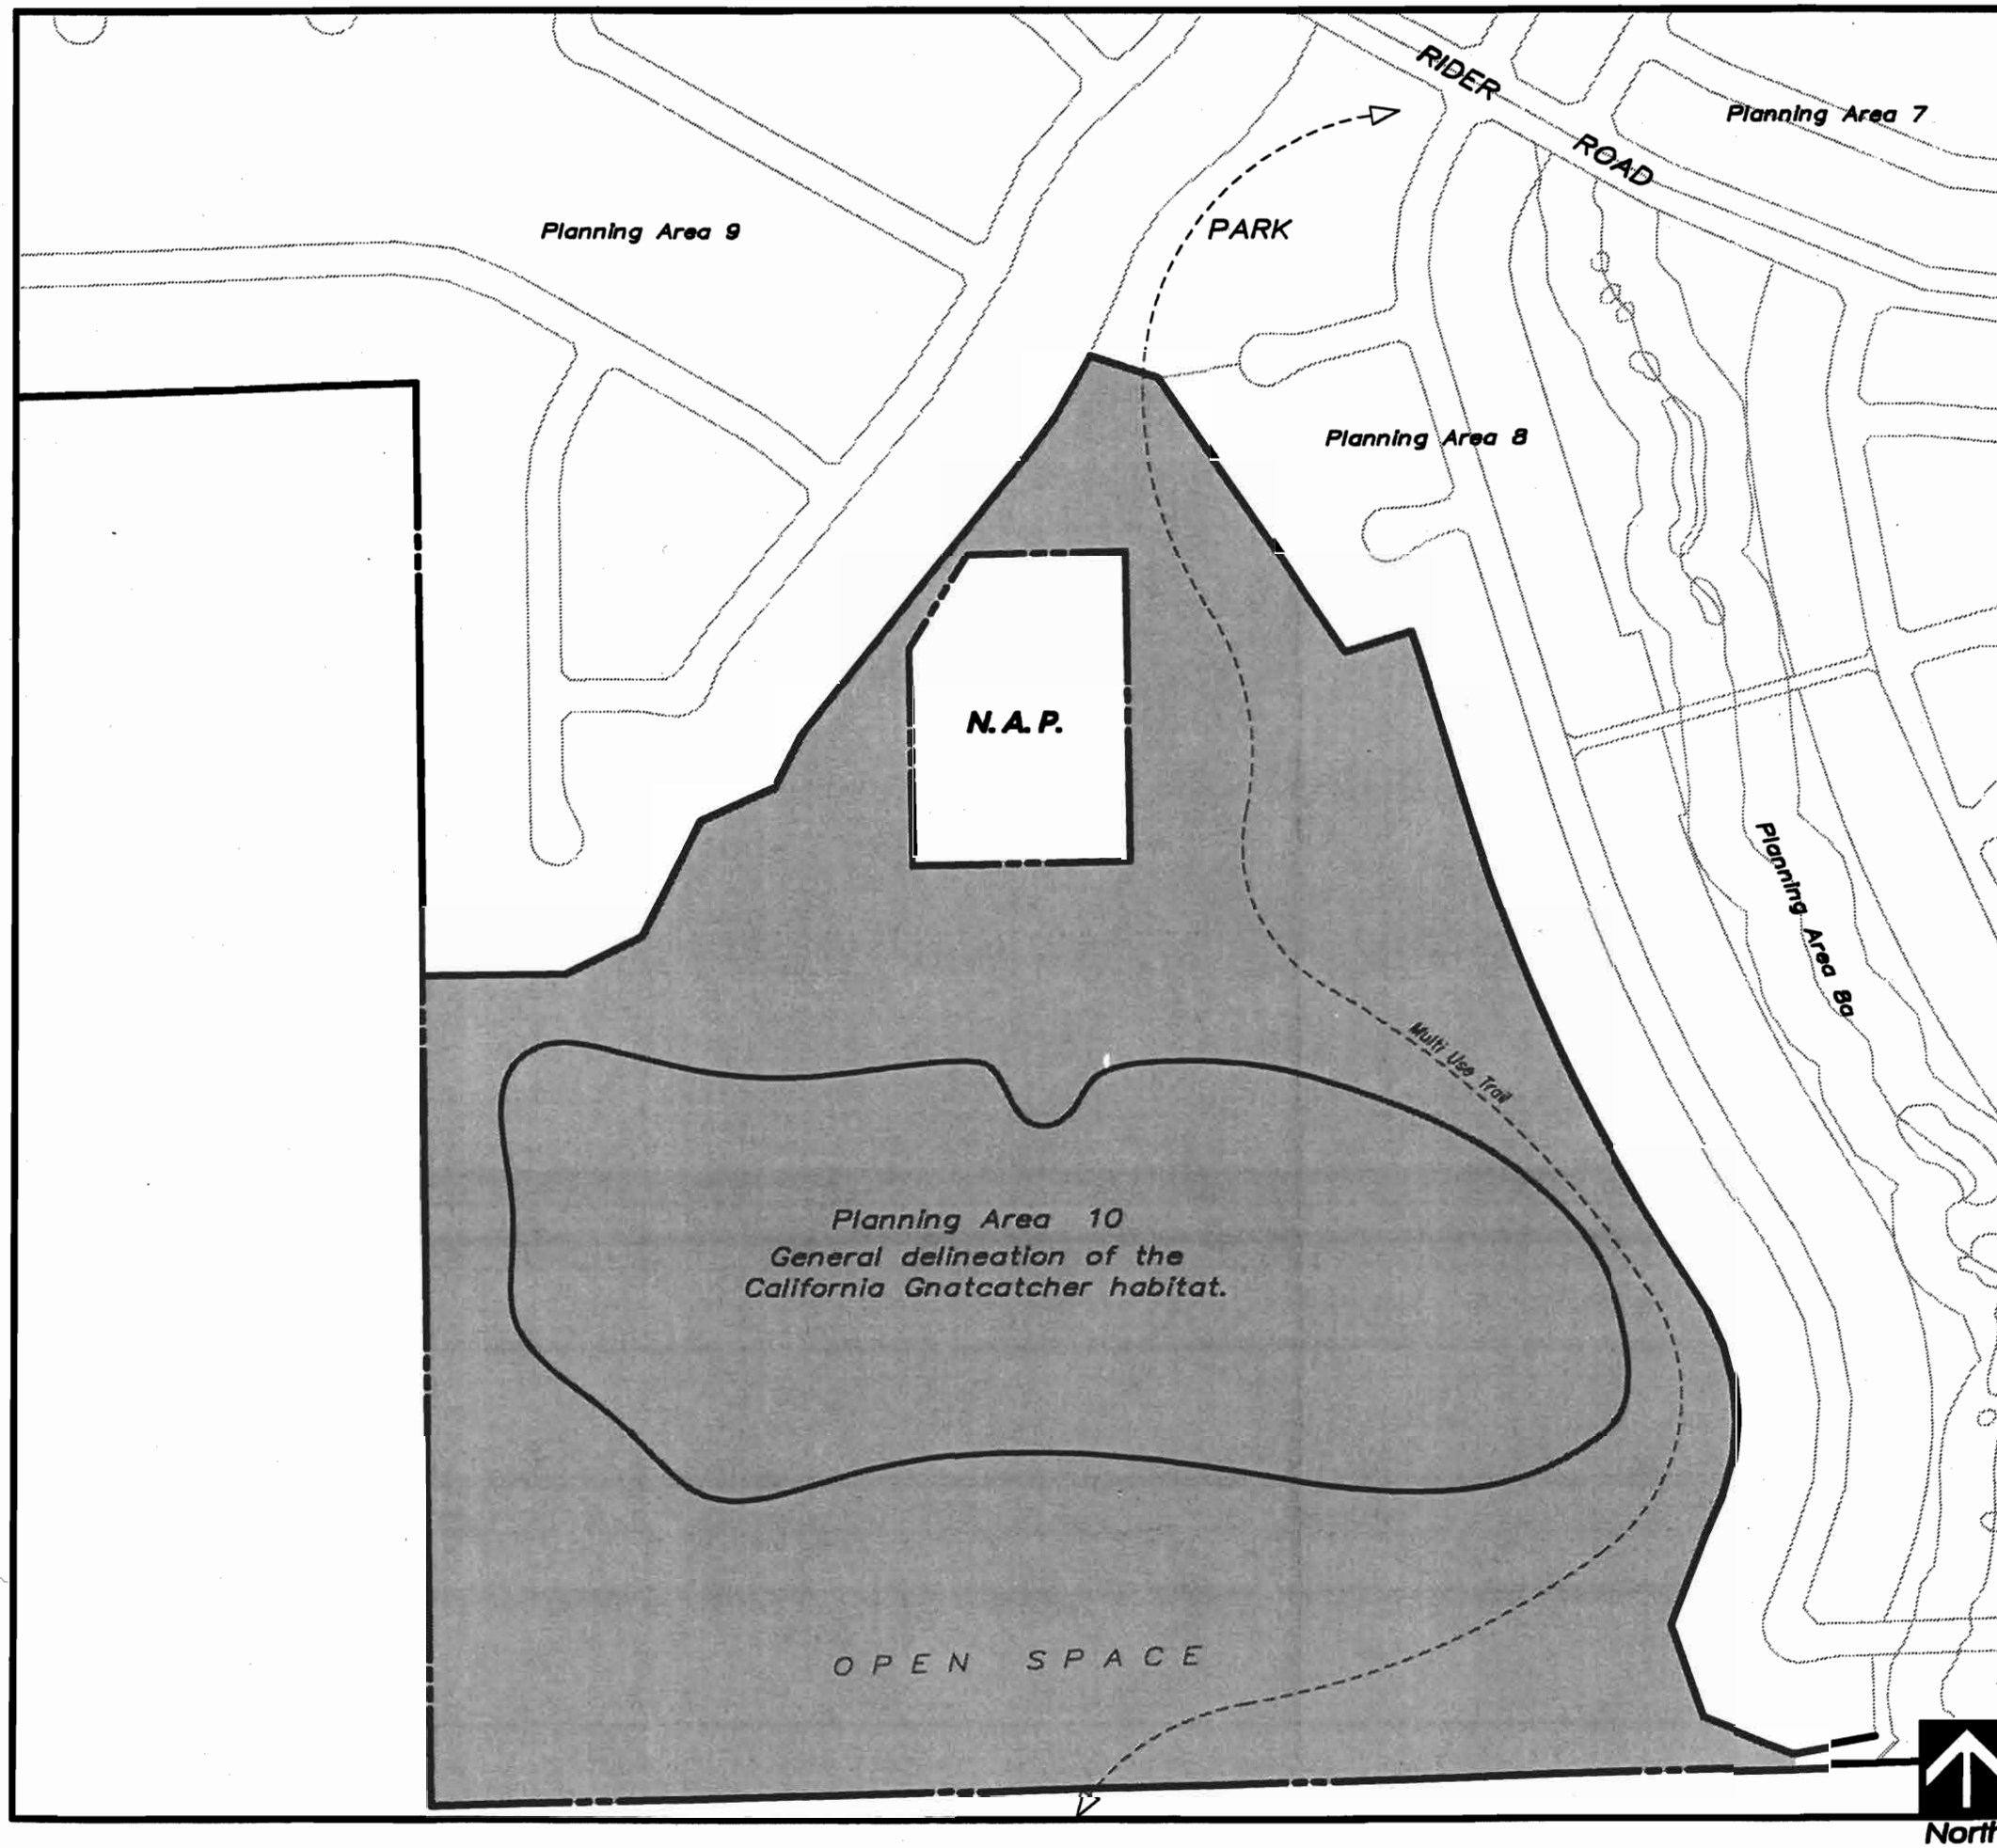 RIDER
ROAD
Planning Area 7
Planning Area 9
PARK
Planning Area 8
N.A.P.
Planning Area 8a
Multi Use Trail
Planning Area 10
General delineation of the
California Gnatcatcher habitat.
OPEN SPACE
North